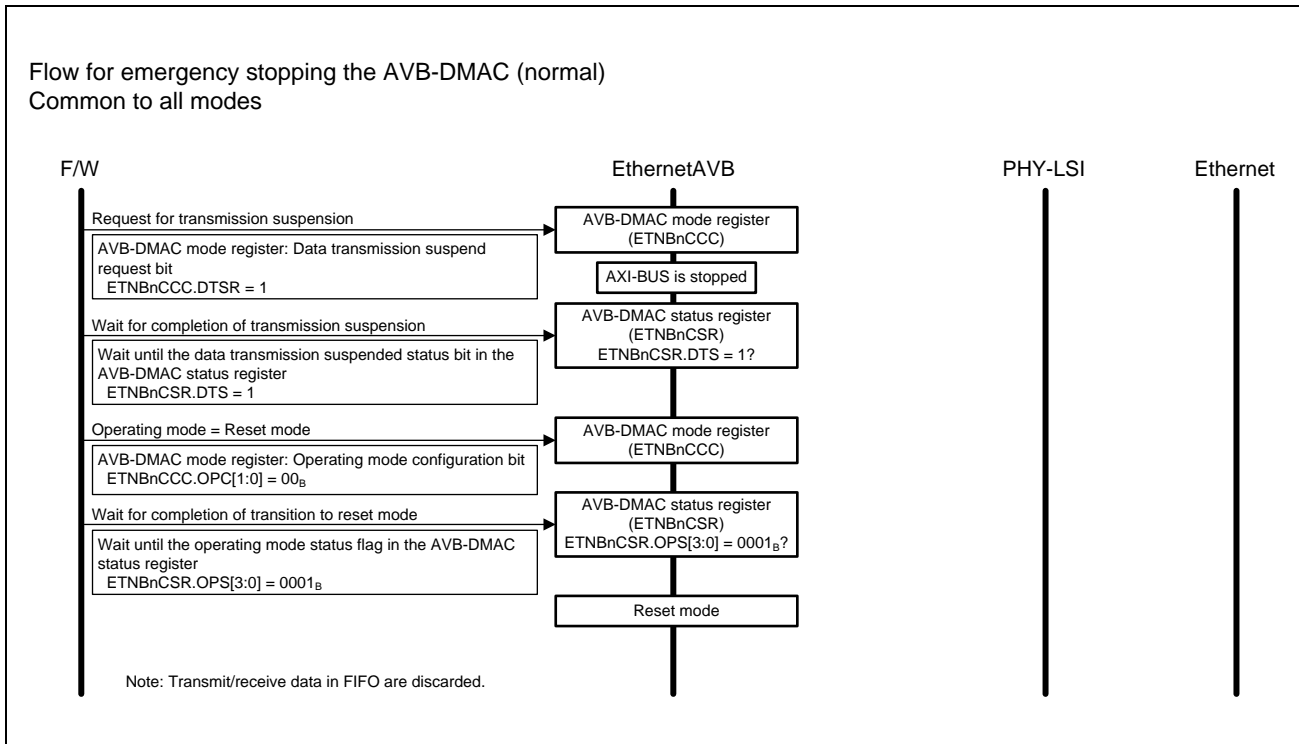 Flow for emergency stopping the AVB-DMAC (normal)
Common to all modes
F/W
EthernetAVB
PHY-LSI
Ethernet
Request for transmission suspension
AVB-DMAC mode register: Data transmission suspend
request bit
ETNBnCCC.DTSR = 1
AVB-DMAC mode register
(ETNBnCCC)
AXI-BUS is stopped
Wait for completion of transmission suspension
Wait until the data transmission suspended status bit in the
AVB-DMAC status register
ETNBnCSR.DTS = 1
AVB-DMAC status register
(ETNBnCSR)
ETNBnCSR.DTS = 1?
Operating mode = Reset mode
AVB-DMAC mode register: Operating mode configuration bit
ETNBnCCC.OPC[1:0] = 00B
AVB-DMAC mode register
(ETNBnCCC)
Wait for completion of transition to reset mode
Wait until the operating mode status flag in the AVB-DMAC
status register
ETNBnCSR.OPS[3:0] = 0001B
AVB-DMAC status register
(ETNBnCSR)
ETNBnCSR.OPS[3:0] = 0001B?
Reset mode
Note: Transmit/receive data in FIFO are discarded.